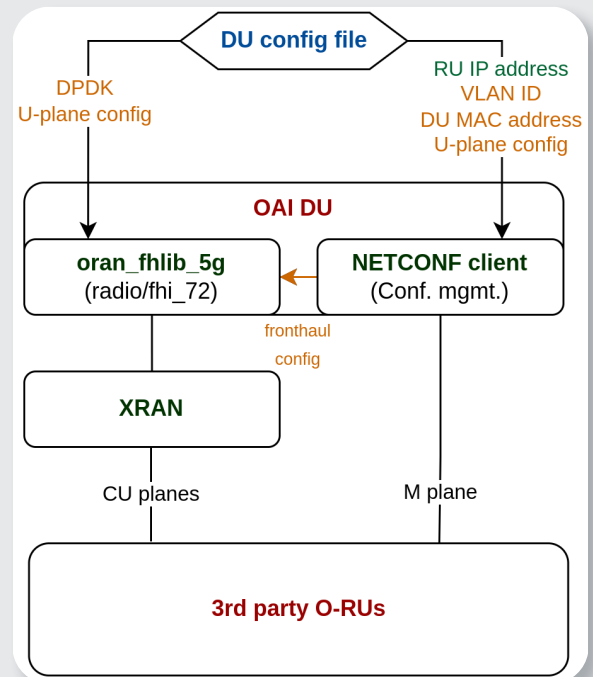 DU config file
DPDK
U-plane config
RU IP address
VLAN ID
DU MAC address
U-plane config
OAI DU
oran_fhlib_5g
(radio/fhi_72)
NETCONF client
(Conf. mgmt.)
fronthaul
config
XRAN
CU planes
M plane
3rd party O-RUs